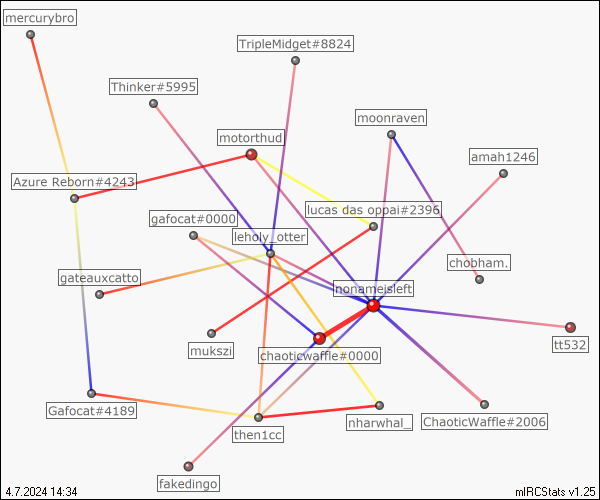 mercurybro
TripleMidget#8824
Thinker#5995
moonraven
motorthud
amah1246
Azure Reborn#4243
lucas das oppai#2396
gafocat#0000
leholy_otter
chobham.
gateauxcatto
nonameisleft
tt532
mukszi
chaoticwaffle#0000
Gafocat#4189
nharwhal_
ChaoticWaffle#2006
then1cc
fakedingo
4.7.2024 14:34
mIRCStats v1.25